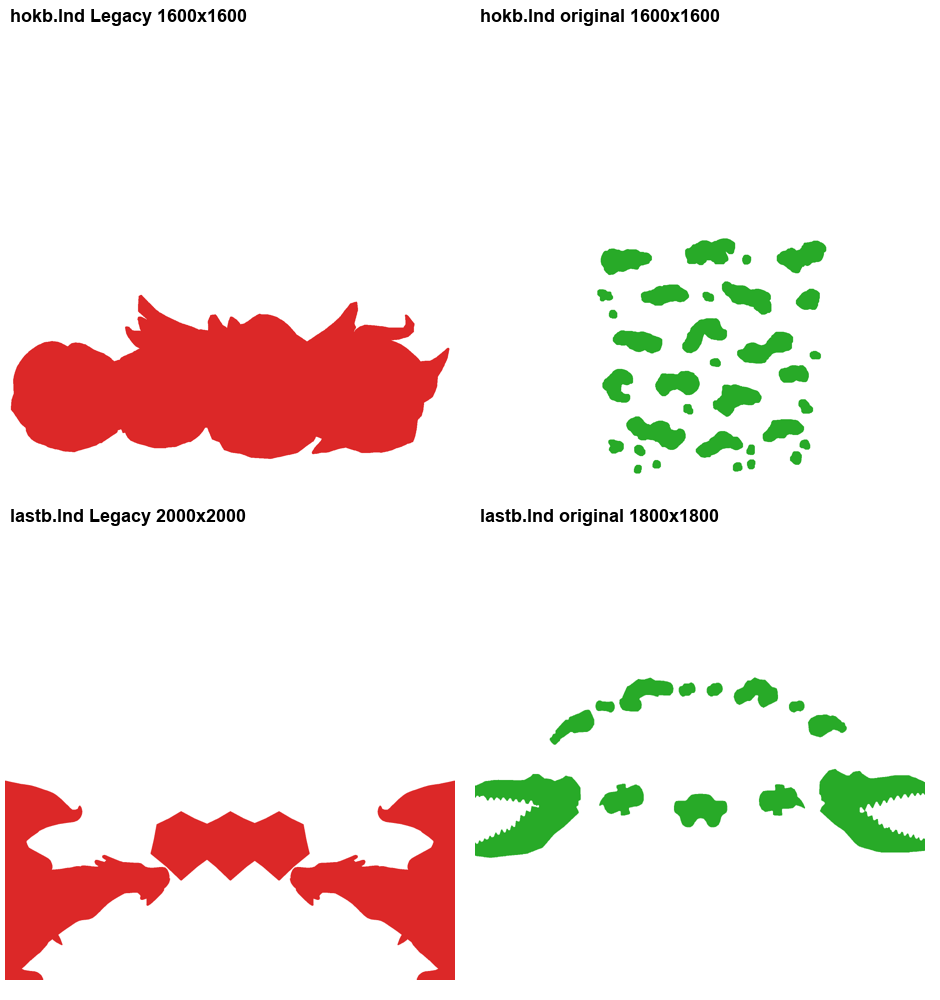 hokb.lnd Legacy 1600x1600
hokb.lnd original 1600x1600
lastb.lnd Legacy 2000x2000
lastb.lnd original 1800x1800